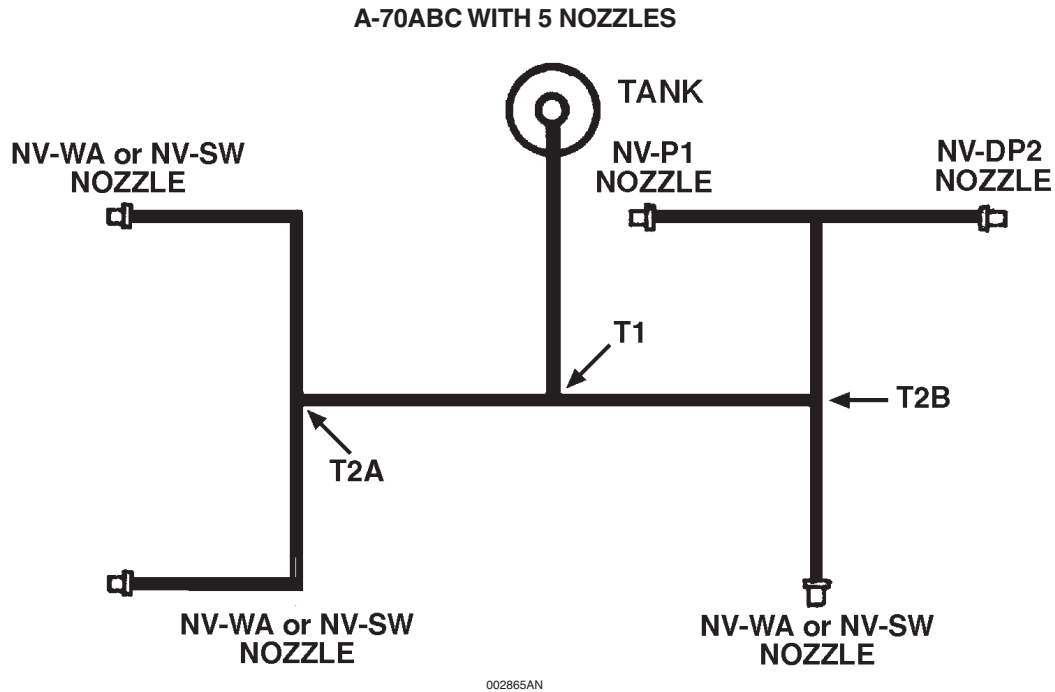 A-70ABC WITH 5 NOZZLES
TANK
NV-WA or NV-SW
NOZZLE
NV-P1
NOZZLE
NV-DP2
NOZZLE
T1
T2B
T2A
NV-WA or NV-SW
NOZZLE
NV-WA or NV-SW
NOZZLE
002865AN